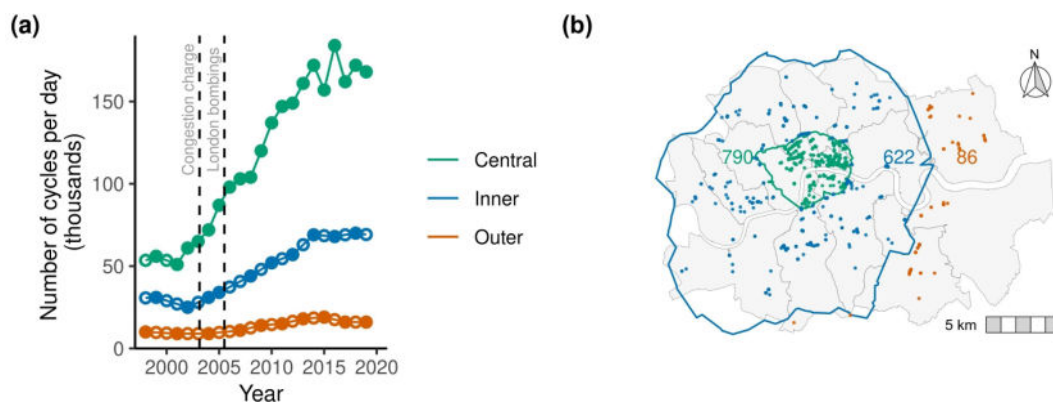 (a)
Number of cycles per day
(thousands)
150
100
50
0
Congestion charge
London bombings
2000
2005
2010
2015
2020
Year
Central
Inner
Outer
(b)
N
790
622
86
5 km